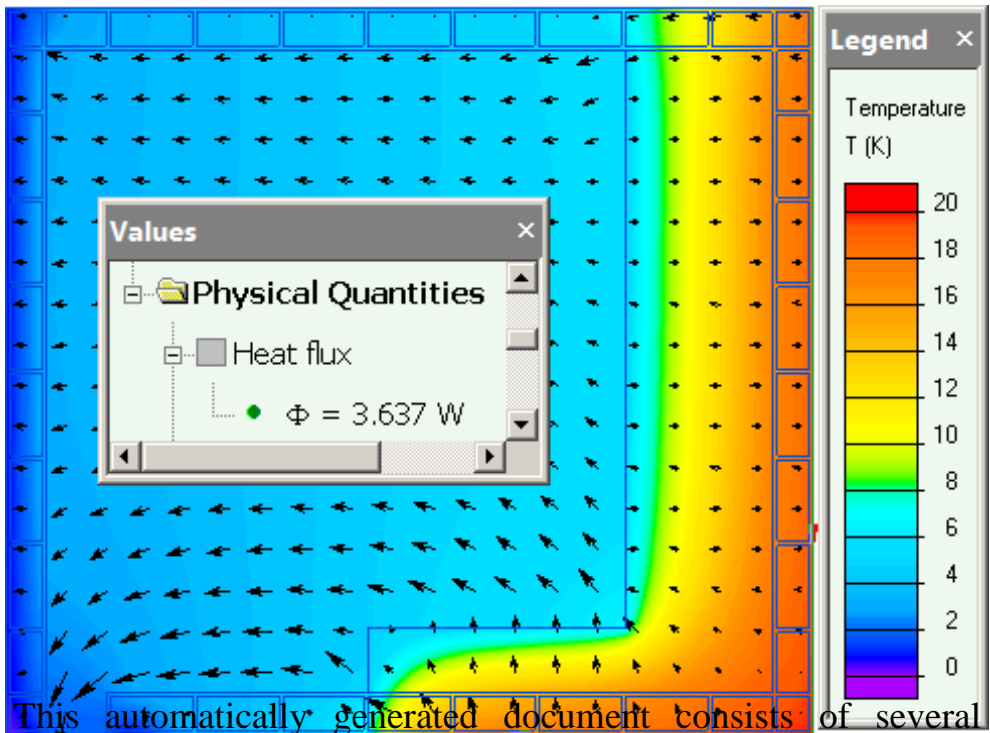 Legend ×
Temperature
T (K)
20
18
16
14
12
10
8
6
4
2
0
Values ×
Physical Quantities
Heat flux
Φ = 3.637 W
This automatically generated document consists of several